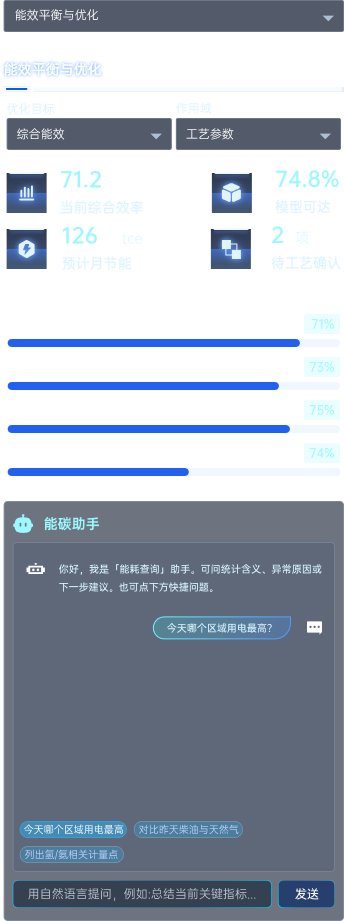 能效平衡与优化
能效平衡与优化
优化目标 作用域
综合能效 工艺参数
71.2 74.8%
当前综合效率 模型可达
126 tce 2 项
预计月节能 待工艺确认
71%
73%
75%
74%
能碳助手
你好，我是「能耗查询」助手。可问统计含义、异常原因或
下一步建议。也可点下方快捷问题。
今天哪个区域用电最高?
今天哪个区域用电最高 对比昨天柴油与天然气
列出氢/氨相关计量点
用自然语言提问，例如:总结当前关键指标... 发送